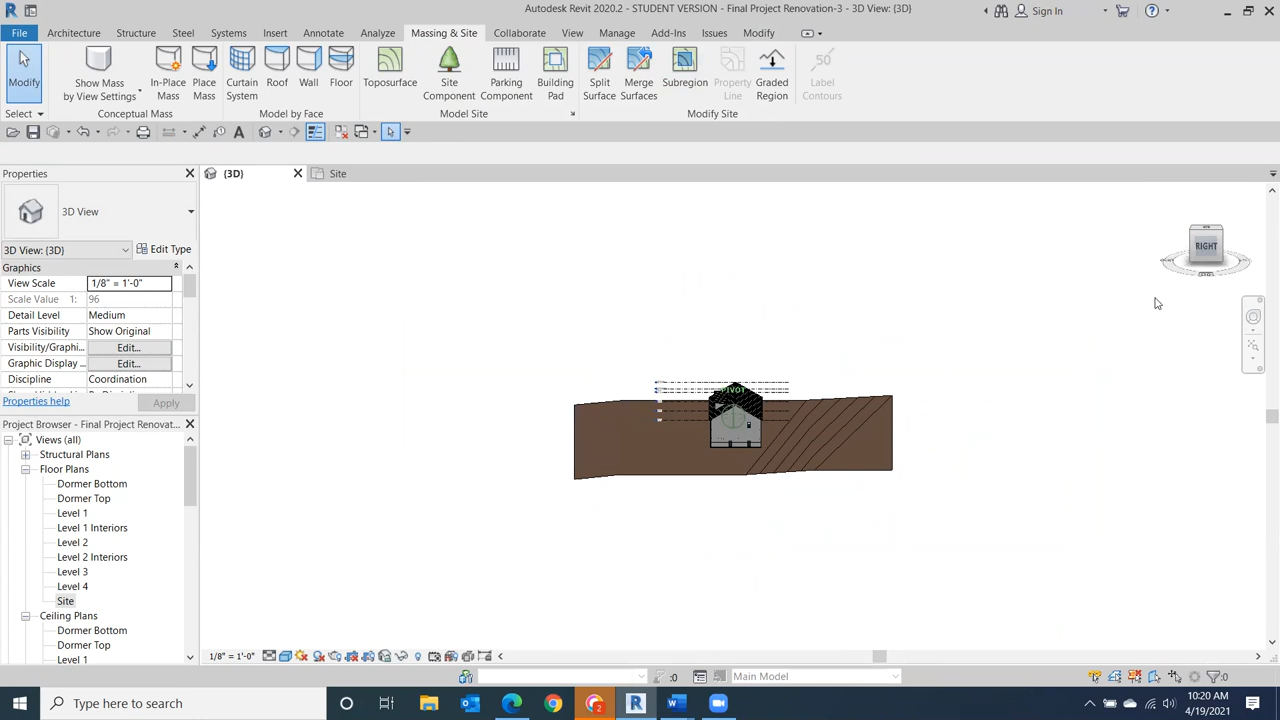 Autodesk Revit 2020.2 - STUDENT VERSION - Final Project Renovation-3 - 3D View: {3D}
Sign In
File Architecture Structure Steel Systems Insert Annotate Analyze Massing & Site Collaborate View Manage Add-Ins Issues Modify
Modify
Show Mass
by View Settings
In-Place
Mass
Place
Mass
Curtain
System
Roof
Wall
Floor
Toposurface
Site
Component
Parking
Component
Building
Pad
Split
Surface
Merge
Surfaces
Subregion
Property
Line
Graded
Region
50
Label
Contours
Select
Conceptual Mass
Model by Face
Model Site
Modify Site
Properties
{3D}
Site
3D View
3D View: {3D}
Edit Type
Graphics
View Scale 1/8" = 1'-0"
Scale Value 1: 96
Detail Level Medium
Parts Visibility Show Original
Visibility/Graphi... Edit...
Graphic Display ... Edit...
Discipline Coordination
Properties help
Apply
Project Browser - Final Project Renovat...
Views (all)
Structural Plans
Floor Plans
Dormer Bottom
Dormer Top
Level 1
Level 1 Interiors
Level 2
Level 2 Interiors
Level 3
Level 4
Site
Ceiling Plans
Dormer Bottom
Dormer Top
Level 1
RIGHT
PIVOT
1/8" = 1'-0"
:0
Main Model
:0
Type here to search
2
10:20 AM
4/19/2021